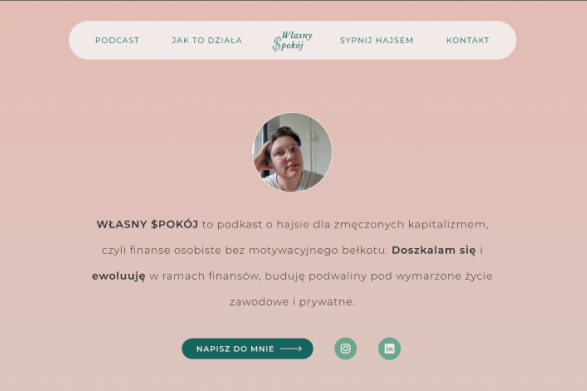 PODCAST
JAK TO DZIAŁA
Własny
$pokój
SYPNIJ HAJSEM
KONTAKT
WŁASNY $POKÓJ to podkast o hajsie dla zmęczonych kapitalizmem,
czyli finanse osobiste bez motywacyjnego bełkotu. Doszkalam się i
ewoluuję w ramach finansów, buduję podwaliny pod wymarzone życie
zawodowe i prywatne.
NAPISZ DO MNIE
in